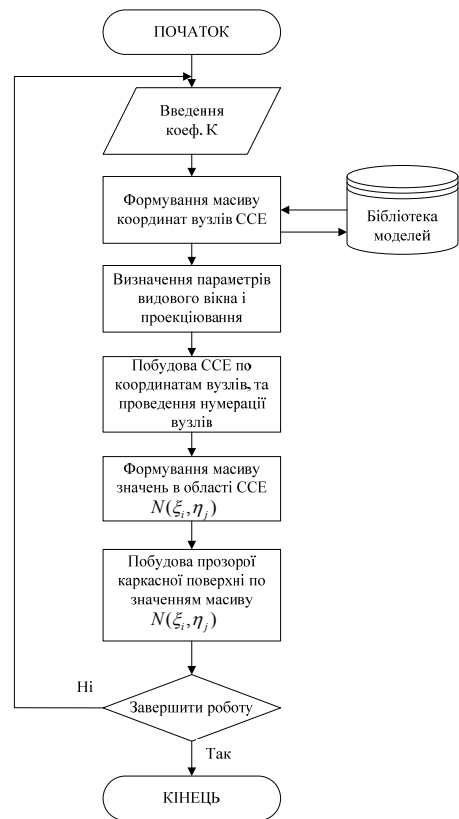 ПОЧАТОК
Введення
коеф. К
Формування масиву
координат вузлів ССЕ
Бібліотека
моделей
Визначення параметрів
видового вікна і
проекціювання
Побудова ССЕ по
координатам вузлів, та
проведення нумерації
вузлів
Формування масиву
значень в області ССЕ
N(ξi, ηj)
Побудова прозорої
каркасної поверхні по
значенням масиву
N(ξi, ηj)
Ні
Завершити роботу
Так
КІНЕЦЬ